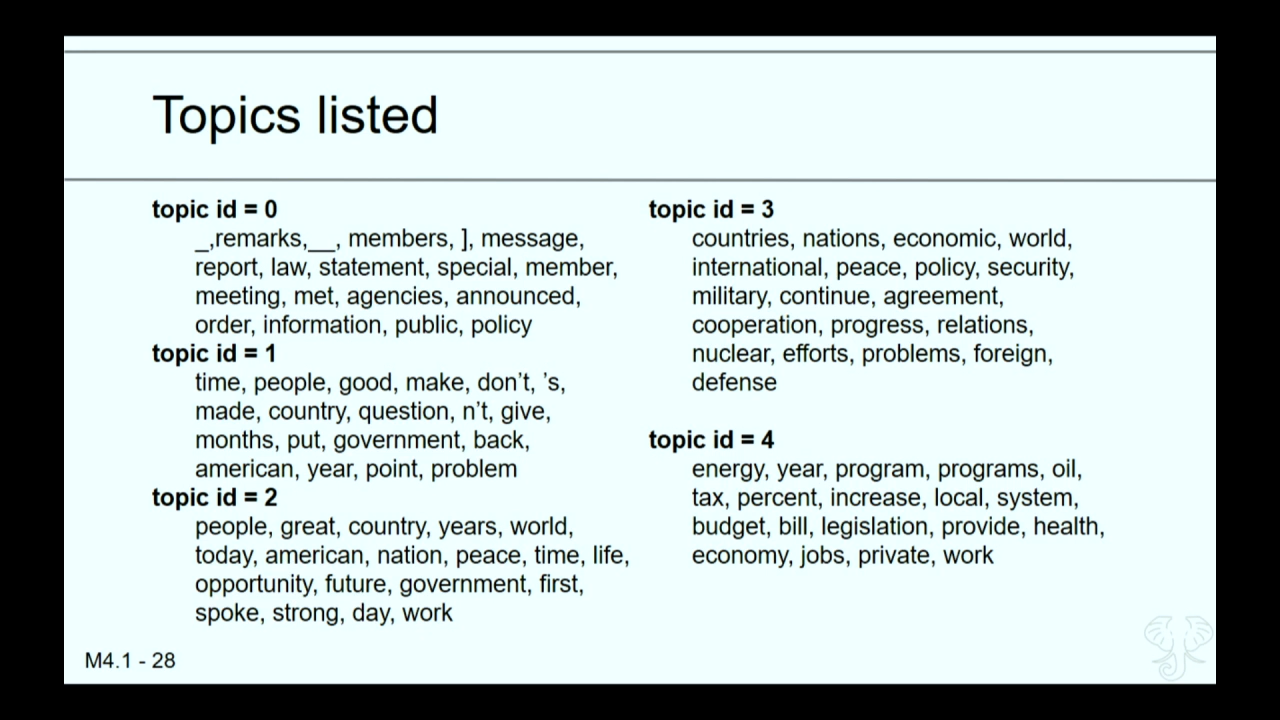 Topics listed
topic id = 0
_,remarks,__, members, ], message,
report, law, statement, special, member,
meeting, met, agencies, announced,
order, information, public, policy
topic id = 1
time, people, good, make, don’t, ’s,
made, country, question, n’t, give,
months, put, government, back,
american, year, point, problem
topic id = 2
people, great, country, years, world,
today, american, nation, peace, time, life,
opportunity, future, government, first,
spoke, strong, day, work
topic id = 3
countries, nations, economic, world,
international, peace, policy, security,
military, continue, agreement,
cooperation, progress, relations,
nuclear, efforts, problems, foreign,
defense
topic id = 4
energy, year, program, programs, oil,
tax, percent, increase, local, system,
budget, bill, legislation, provide, health,
economy, jobs, private, work
M4.1 - 28